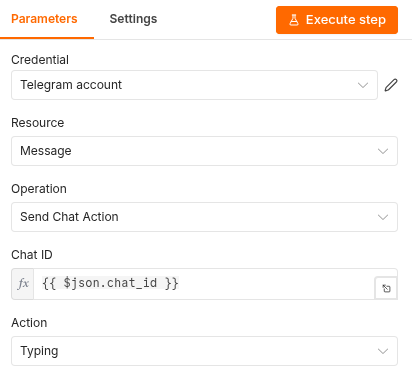 Parameters
Settings
Execute step
Credential
Telegram account
Resource
Message
Operation
Send Chat Action
Chat ID
fx {{ $json.chat_id }}
Action
Typing